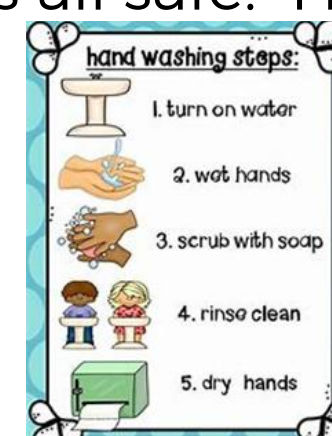 hand washing steps:
1. turn on water
2. wet hands
3. scrub with soap
4. rinse clean
5. dry hands